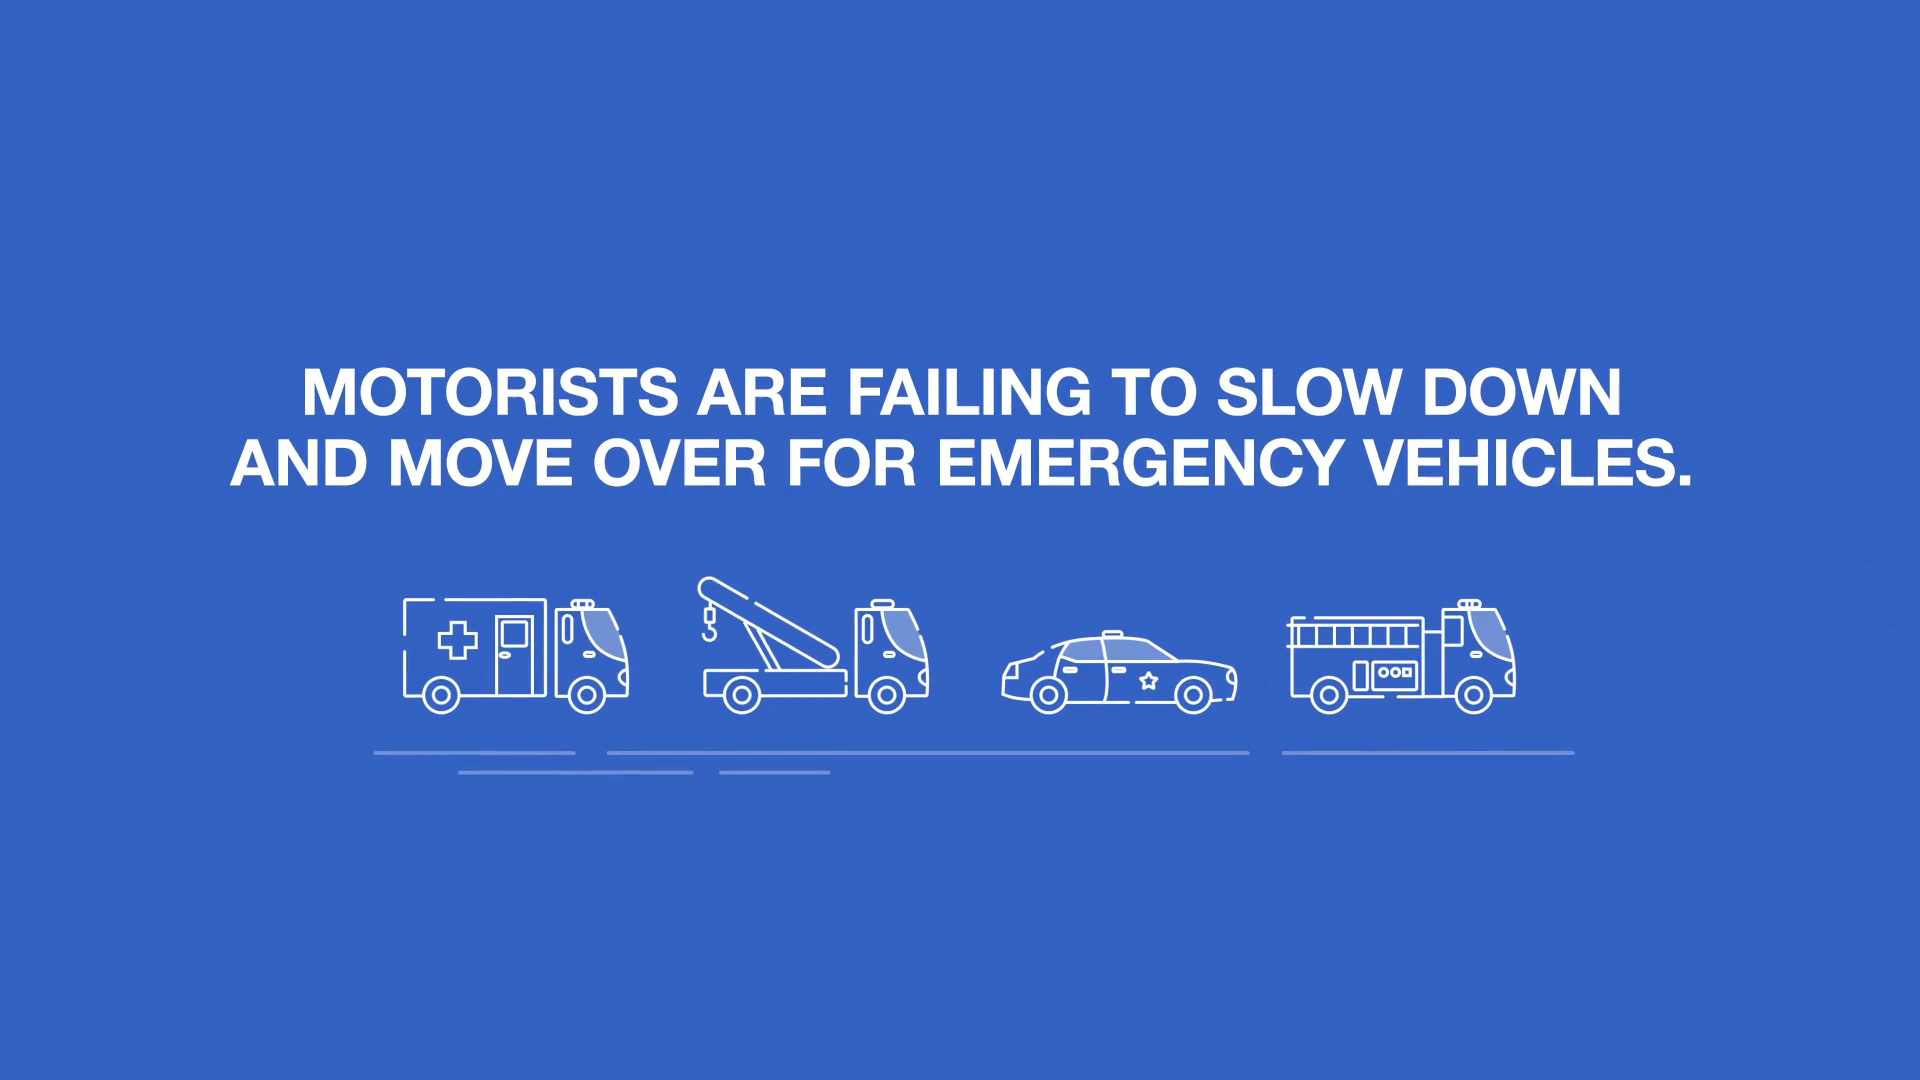 MOTORISTS ARE FAILING TO SLOW DOWN
AND MOVE OVER FOR EMERGENCY VEHICLES.